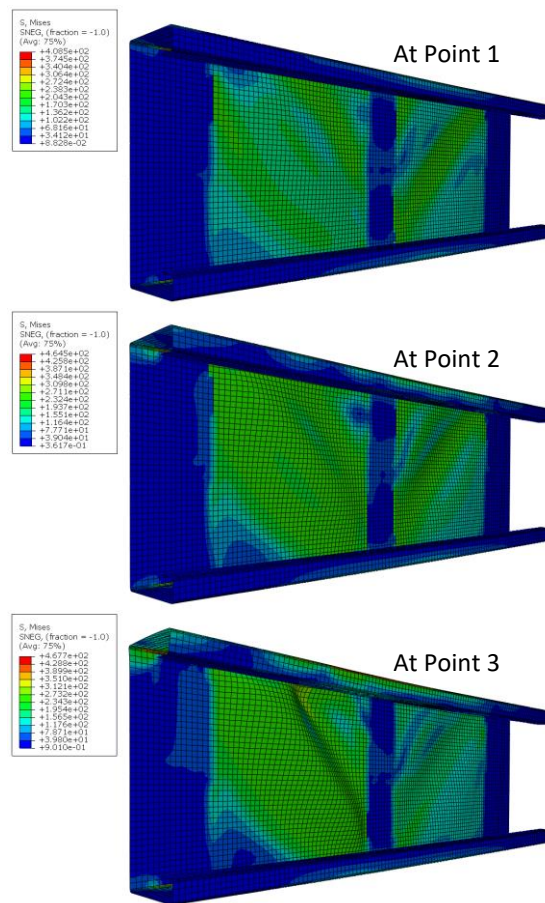 S, Mises
SNEG, (fraction = -1.0)
(Avg: 75%)
+4.085e+02
+3.745e+02
+3.404e+02
+3.064e+02
+2.724e+02
+2.383e+02
+2.043e+02
+1.703e+02
+1.362e+02
+1.022e+02
+6.816e+01
+3.412e+01
+8.828e-02
At Point 1
S, Mises
SNEG, (fraction = -1.0)
(Avg: 75%)
+4.645e+02
+4.258e+02
+3.871e+02
+3.484e+02
+3.098e+02
+2.711e+02
+2.324e+02
+1.937e+02
+1.551e+02
+1.164e+02
+7.771e+01
+3.904e+01
+3.617e-01
At Point 2
S, Mises
SNEG, (fraction = -1.0)
(Avg: 75%)
+4.677e+02
+4.288e+02
+3.899e+02
+3.510e+02
+3.121e+02
+2.732e+02
+2.343e+02
+1.954e+02
+1.565e+02
+1.176e+02
+7.871e+01
+3.980e+01
+9.010e-01
At Point 3